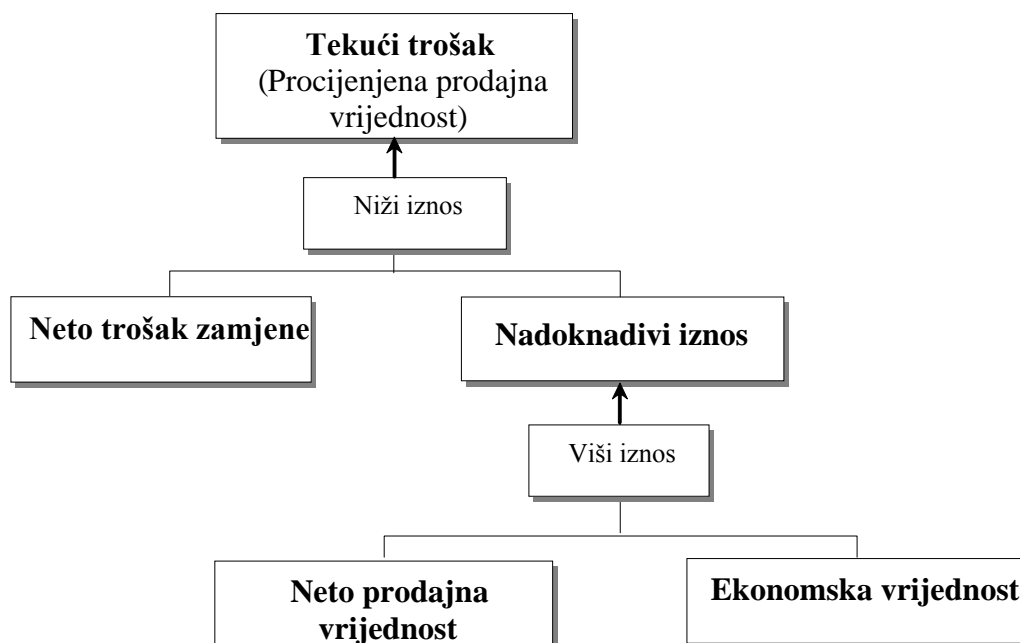 Tekući trošak
(Procijenjena prodajna
vrijednost)
Niži iznos
Neto trošak zamjene
Nadoknadivi iznos
Viši iznos
Neto prodajna
vrijednost
Ekonomska vrijednost